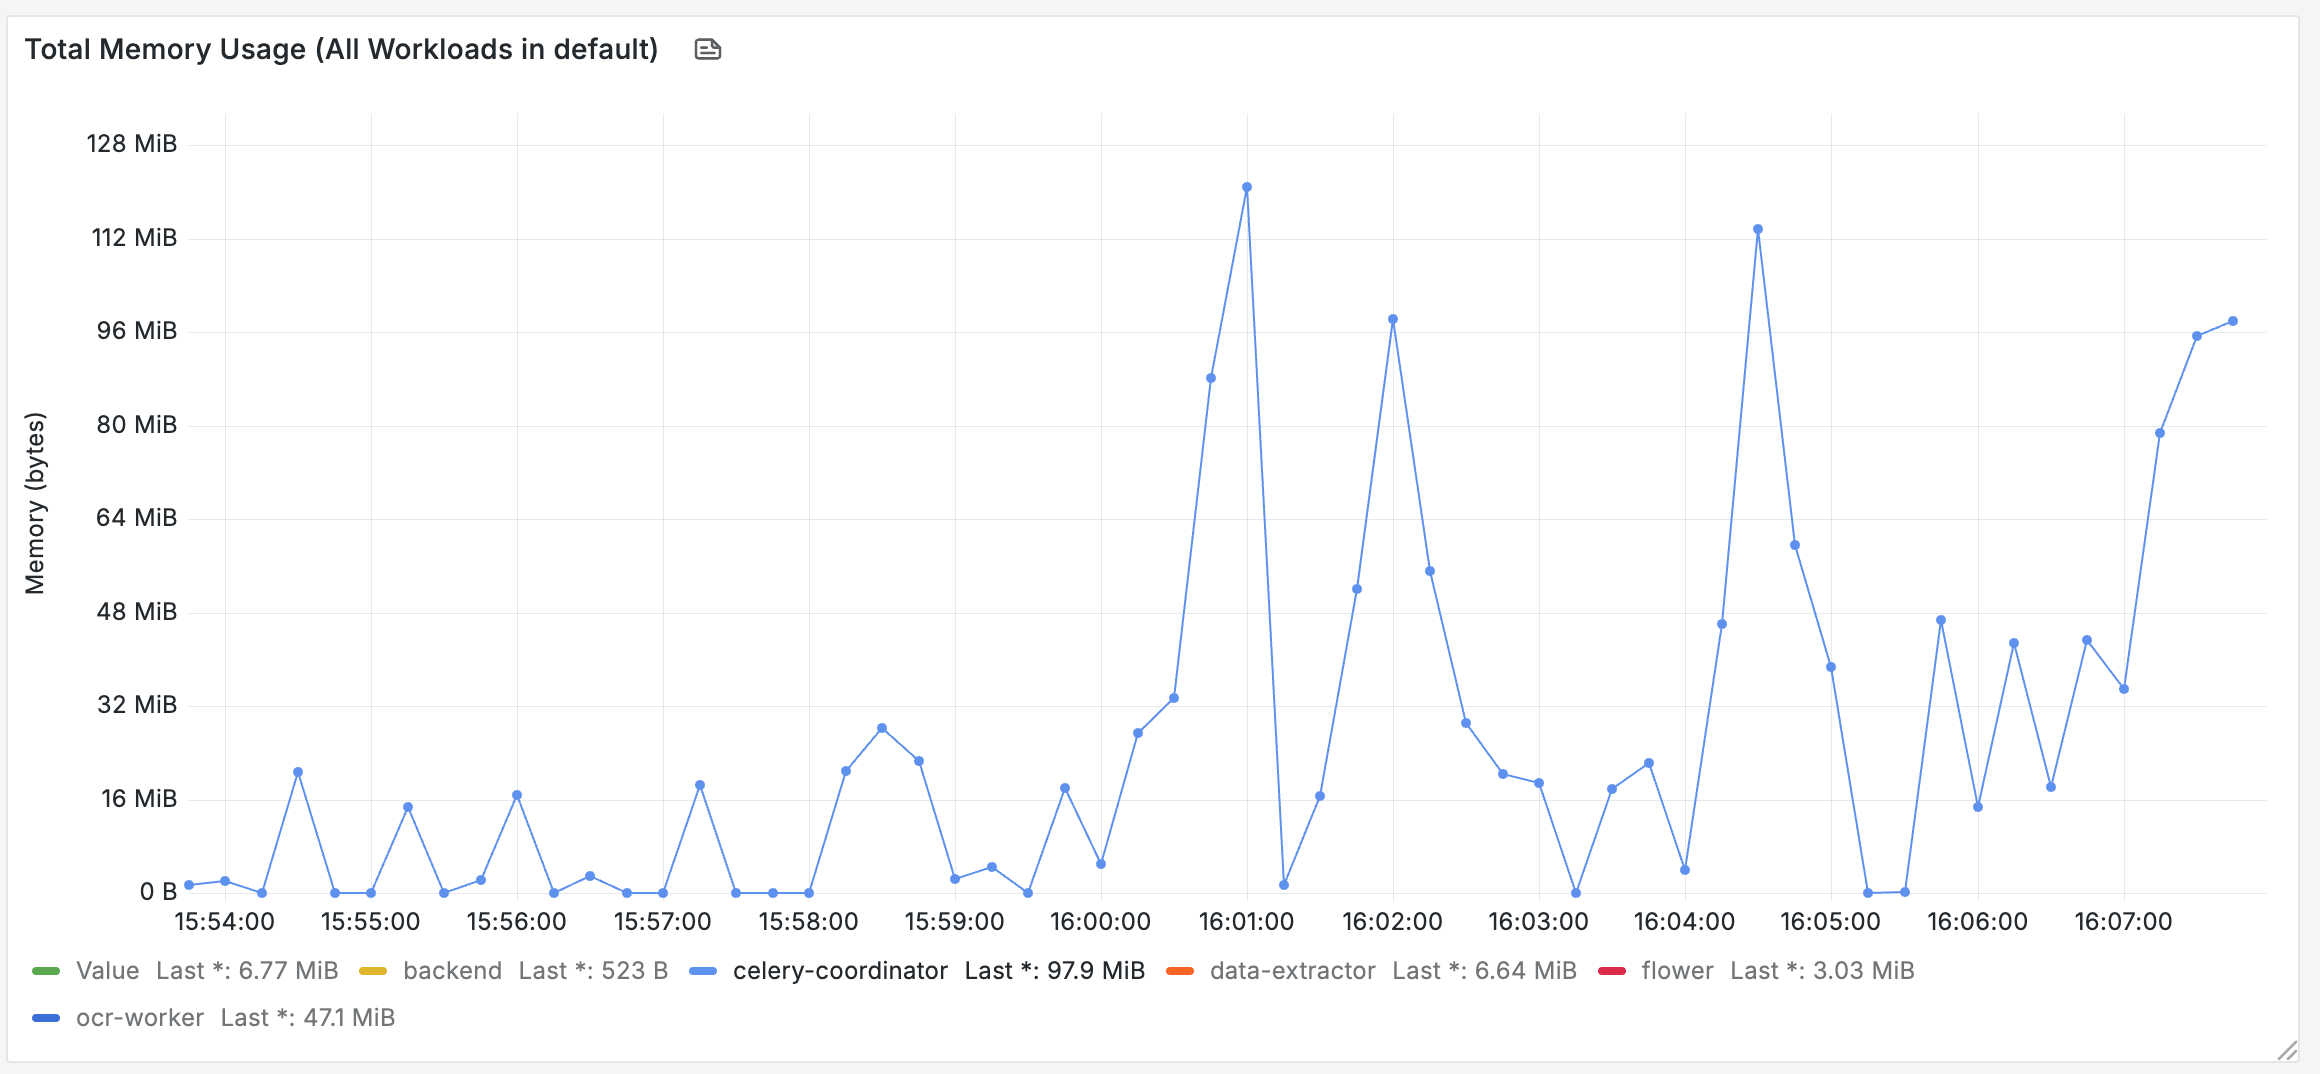 Total Memory Usage (All Workloads in default)
128 MiB
112 MiB
96 MiB
80 MiB
64 MiB
48 MiB
32 MiB
16 MiB
0 B
Memory (bytes)
15:54:00 15:55:00 15:56:00 15:57:00 15:58:00 15:59:00 16:00:00 16:01:00 16:02:00 16:03:00 16:04:00 16:05:00 16:06:00 16:07:00
Value Last *: 6.77 MiB backend Last *: 523 B celery-coordinator Last *: 97.9 MiB data-extractor Last *: 6.64 MiB flower Last *: 3.03 MiB
ocr-worker Last *: 47.1 MiB